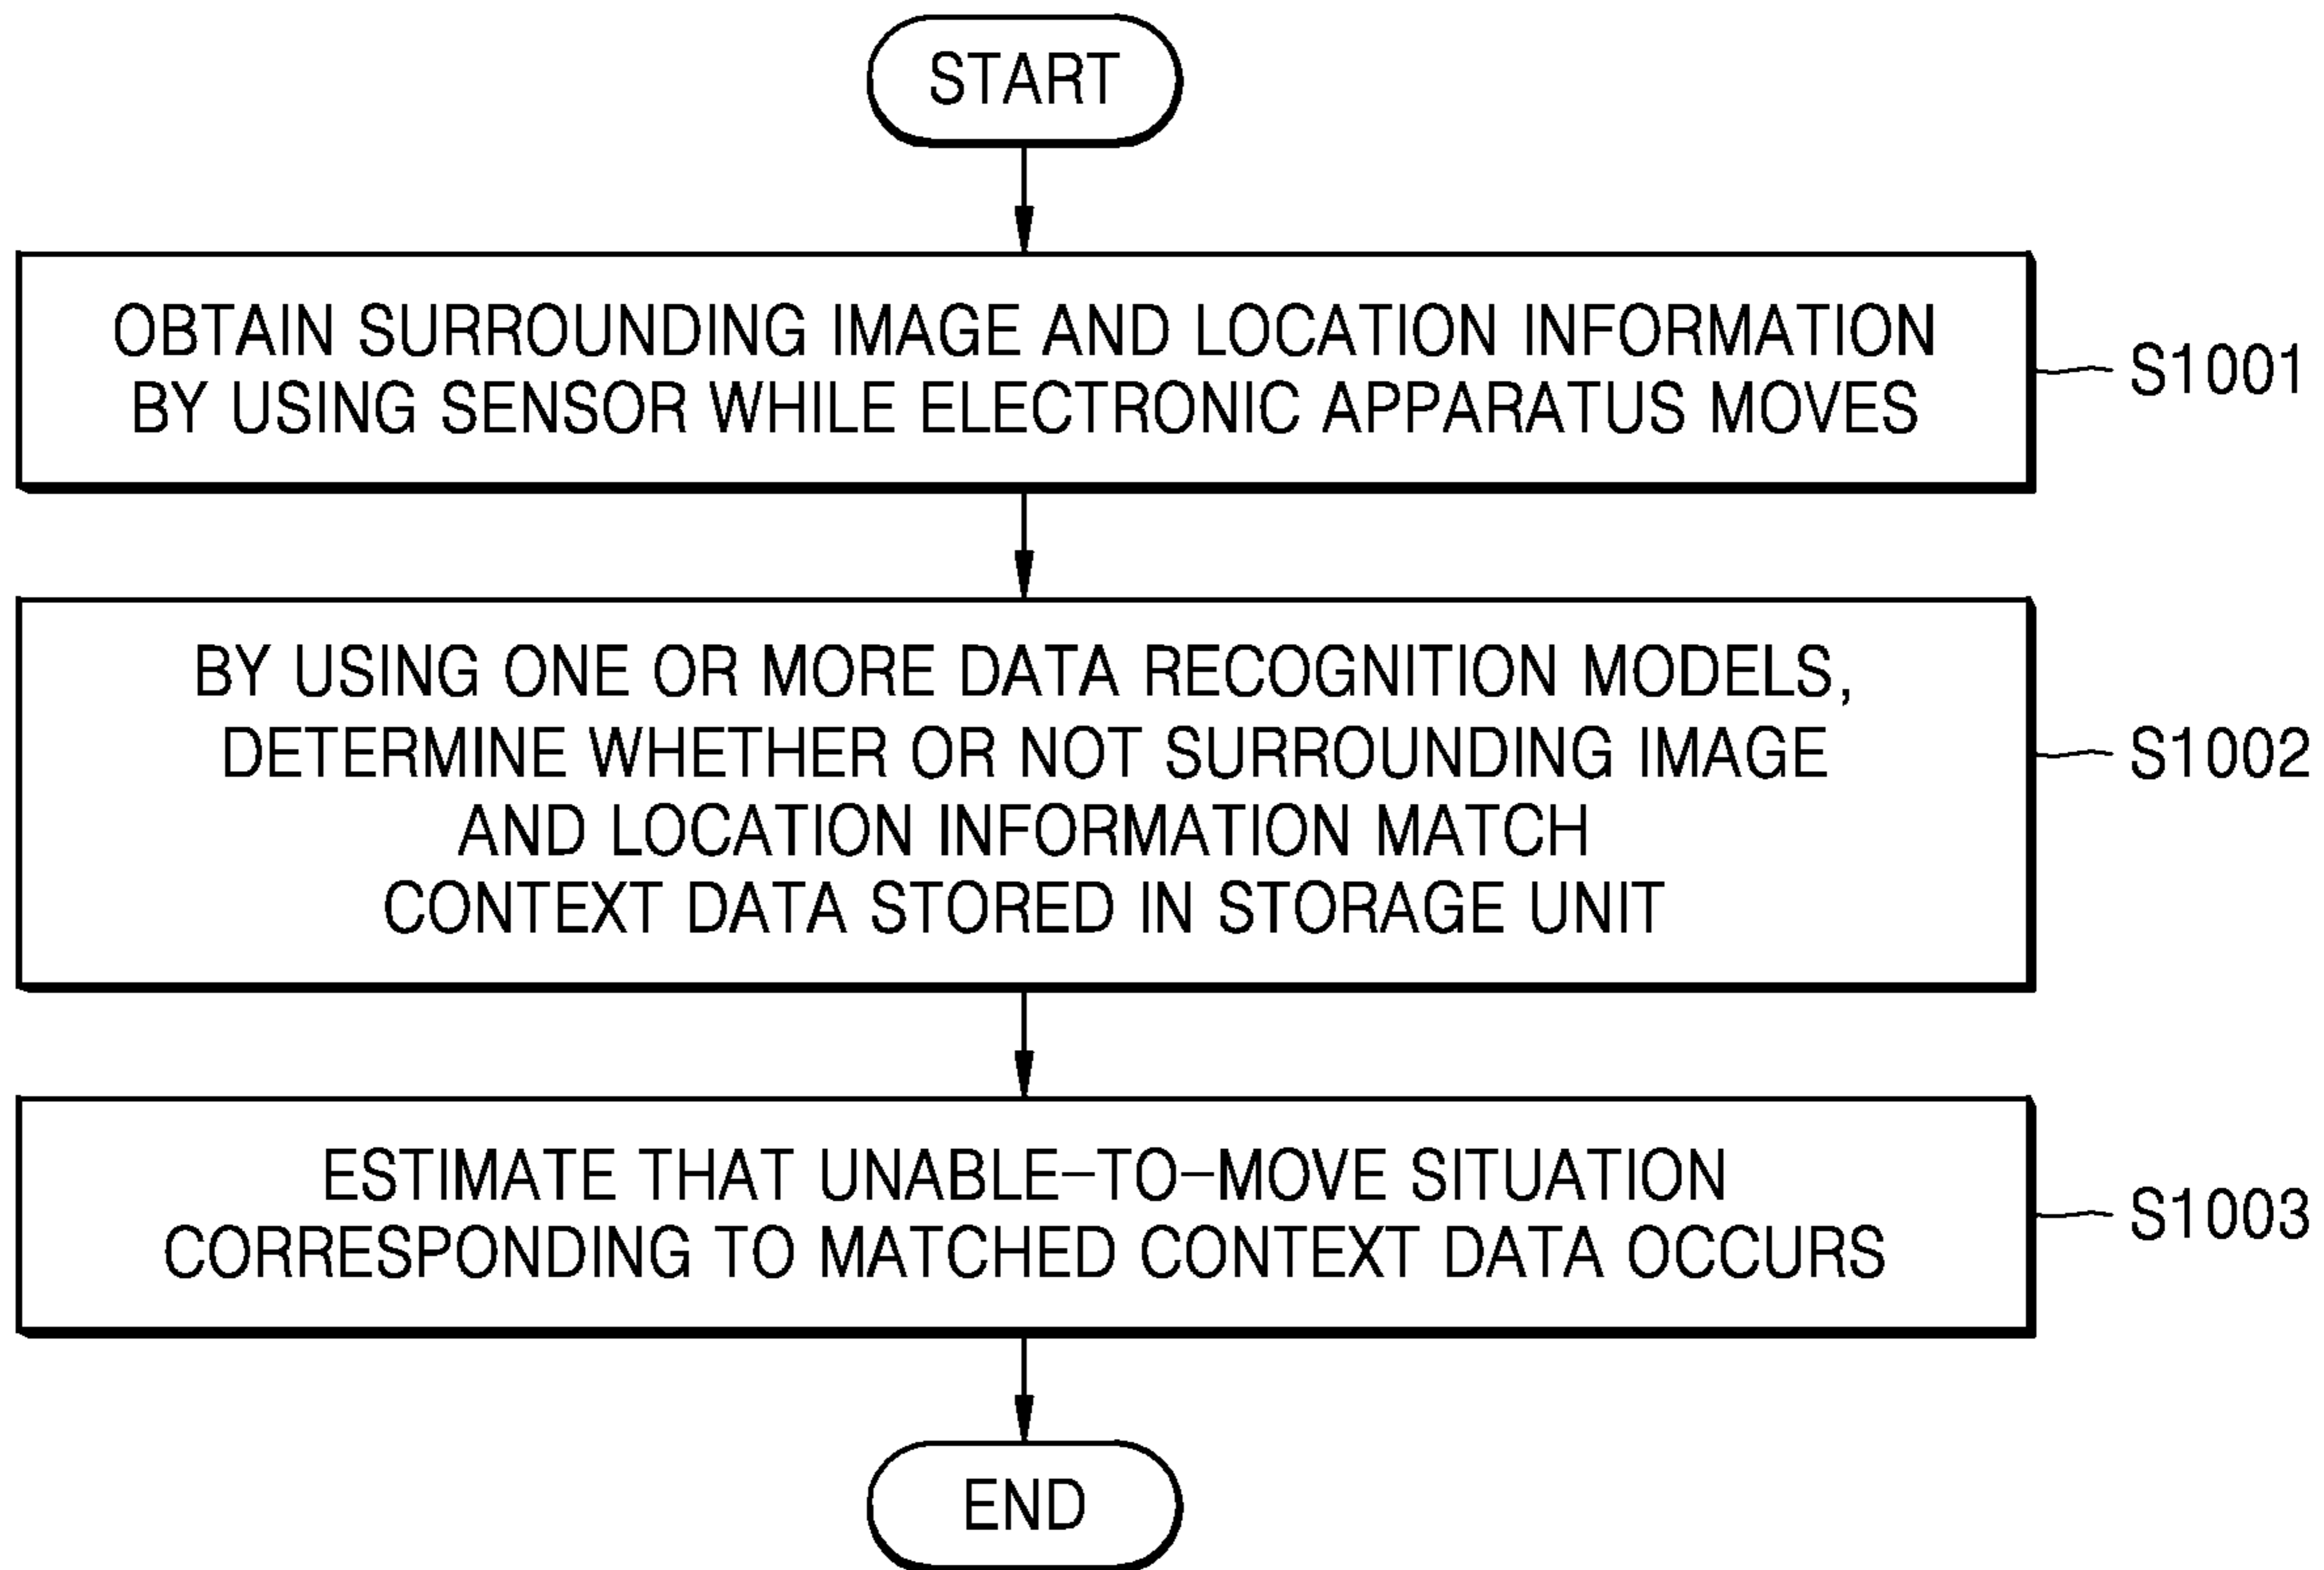 START
OBTAIN SURROUNDING IMAGE AND LOCATION INFORMATION
BY USING SENSOR WHILE ELECTRONIC APPARATUS MOVES
S1001
BY USING ONE OR MORE DATA RECOGNITION MODELS,
DETERMINE WHETHER OR NOT SURROUNDING IMAGE
AND LOCATION INFORMATION MATCH
CONTEXT DATA STORED IN STORAGE UNIT
S1002
ESTIMATE THAT UNABLE-TO-MOVE SITUATION
CORRESPONDING TO MATCHED CONTEXT DATA OCCURS
S1003
END